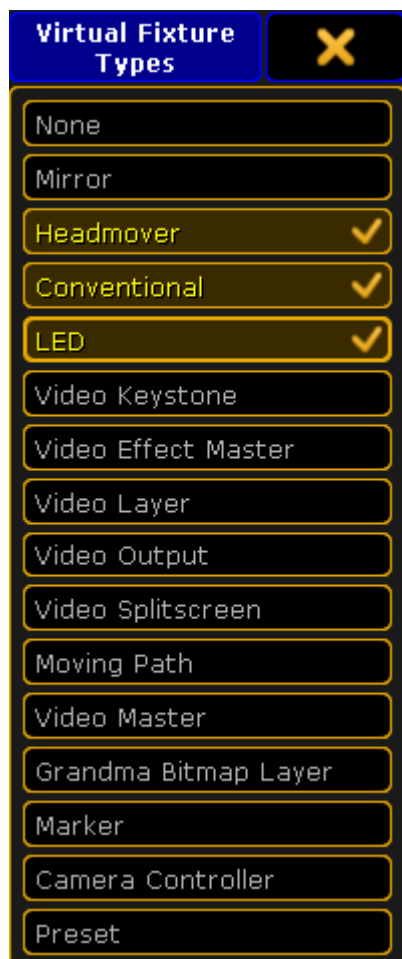 Virtual Fixture
Types
None
Mirror
Headmover
Conventional
LED
Video Keystone
Video Effect Master
Video Layer
Video Output
Video Splitscreen
Moving Path
Video Master
Grandma Bitmap Layer
Marker
Camera Controller
Preset